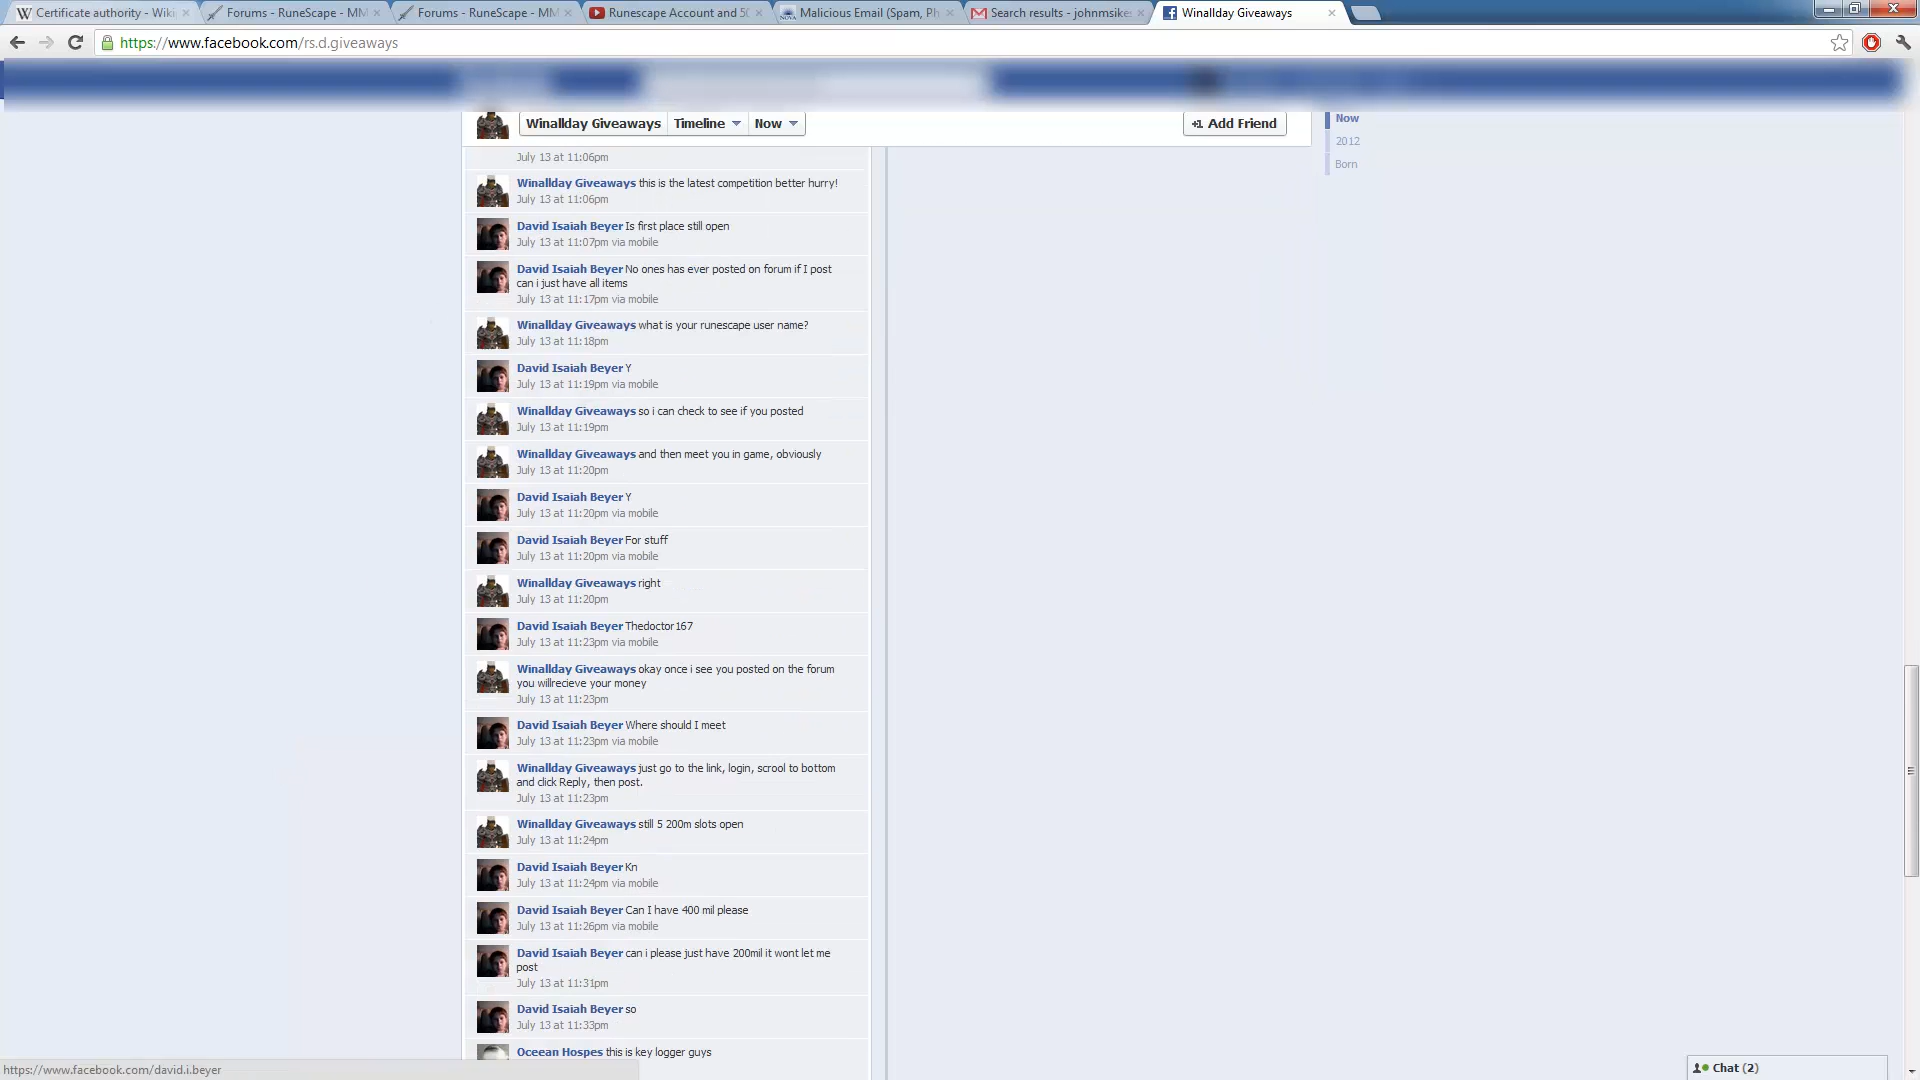 Certificate authority - Wiki
Forums - RuneScape - MM
Forums - RuneScape - MM
Runescape Account and 50
Malicious Email (Spam, Ph
Search results - johnmsikes
Winallday Giveaways
https://www.facebook.com/rs.d.giveaways
Winallday Giveaways
Timeline
Now
+1 Add Friend
Now
2012
Born
July 13 at 11:06pm
Winallday Giveaways this is the latest competition better hurry!
July 13 at 11:06pm
David Isaiah Beyer Is first place still open
July 13 at 11:07pm via mobile
David Isaiah Beyer No ones has ever posted on forum if I post
can i just have all items
July 13 at 11:17pm via mobile
Winallday Giveaways what is your runescape user name?
July 13 at 11:18pm
David Isaiah Beyer Y
July 13 at 11:19pm via mobile
Winallday Giveaways so i can check to see if you posted
July 13 at 11:19pm
Winallday Giveaways and then meet you in game, obviously
July 13 at 11:20pm
David Isaiah Beyer Y
July 13 at 11:20pm via mobile
David Isaiah Beyer For stuff
July 13 at 11:20pm via mobile
Winallday Giveaways right
July 13 at 11:20pm
David Isaiah Beyer Thedoctor167
July 13 at 11:23pm via mobile
Winallday Giveaways okay once i see you posted on the forum
you willrecieve your money
July 13 at 11:23pm
David Isaiah Beyer Where should I meet
July 13 at 11:23pm via mobile
Winallday Giveaways just go to the link, login, scrool to bottom
and click Reply, then post.
July 13 at 11:23pm
Winallday Giveaways still 5 200m slots open
July 13 at 11:24pm
David Isaiah Beyer Kn
July 13 at 11:24pm via mobile
David Isaiah Beyer Can I have 400 mil please
July 13 at 11:26pm via mobile
David Isaiah Beyer can i please just have 200mil it wont let me
post
July 13 at 11:31pm
David Isaiah Beyer so
July 13 at 11:33pm
Oceean Hospes this is key logger guys
https://www.facebook.com/david.i.beyer
Chat (2)